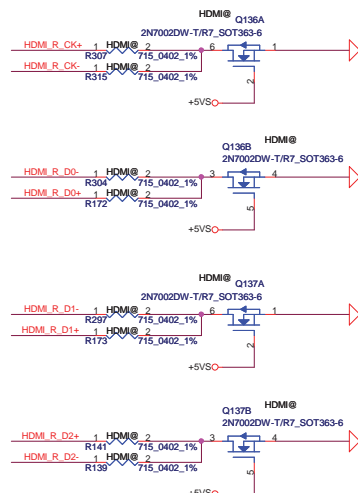 HDMI@
Q136A
2N7002DW-T/R7_SOT363-6
HDMI_R_CK+ 1 HDMI@ 2 6 1
R307 715_0402_1%
HDMI_R_CK- 1 HDMI@ 2
R315 715_0402_1% 2
+5VS
HDMI@
Q136B
2N7002DW-T/R7_SOT363-6
HDMI_R_D0- 1 HDMI@ 2 3 4
R304 715_0402_1%
HDMI_R_D0+ 1 HDMI@ 2
R172 715_0402_1% 5
+5VS
HDMI@
Q137A
2N7002DW-T/R7_SOT363-6
HDMI_R_D1- 1 HDMI@ 2 6 1
R297 715_0402_1%
HDMI_R_D1+ 1 HDMI@ 2
R173 715_0402_1% 2
+5VS
HDMI@
Q137B
2N7002DW-T/R7_SOT363-6
HDMI_R_D2+ 1 HDMI@ 2 3 4
R141 715_0402_1%
HDMI_R_D2- 1 HDMI@ 2
R139 715_0402_1% 5
+5VS